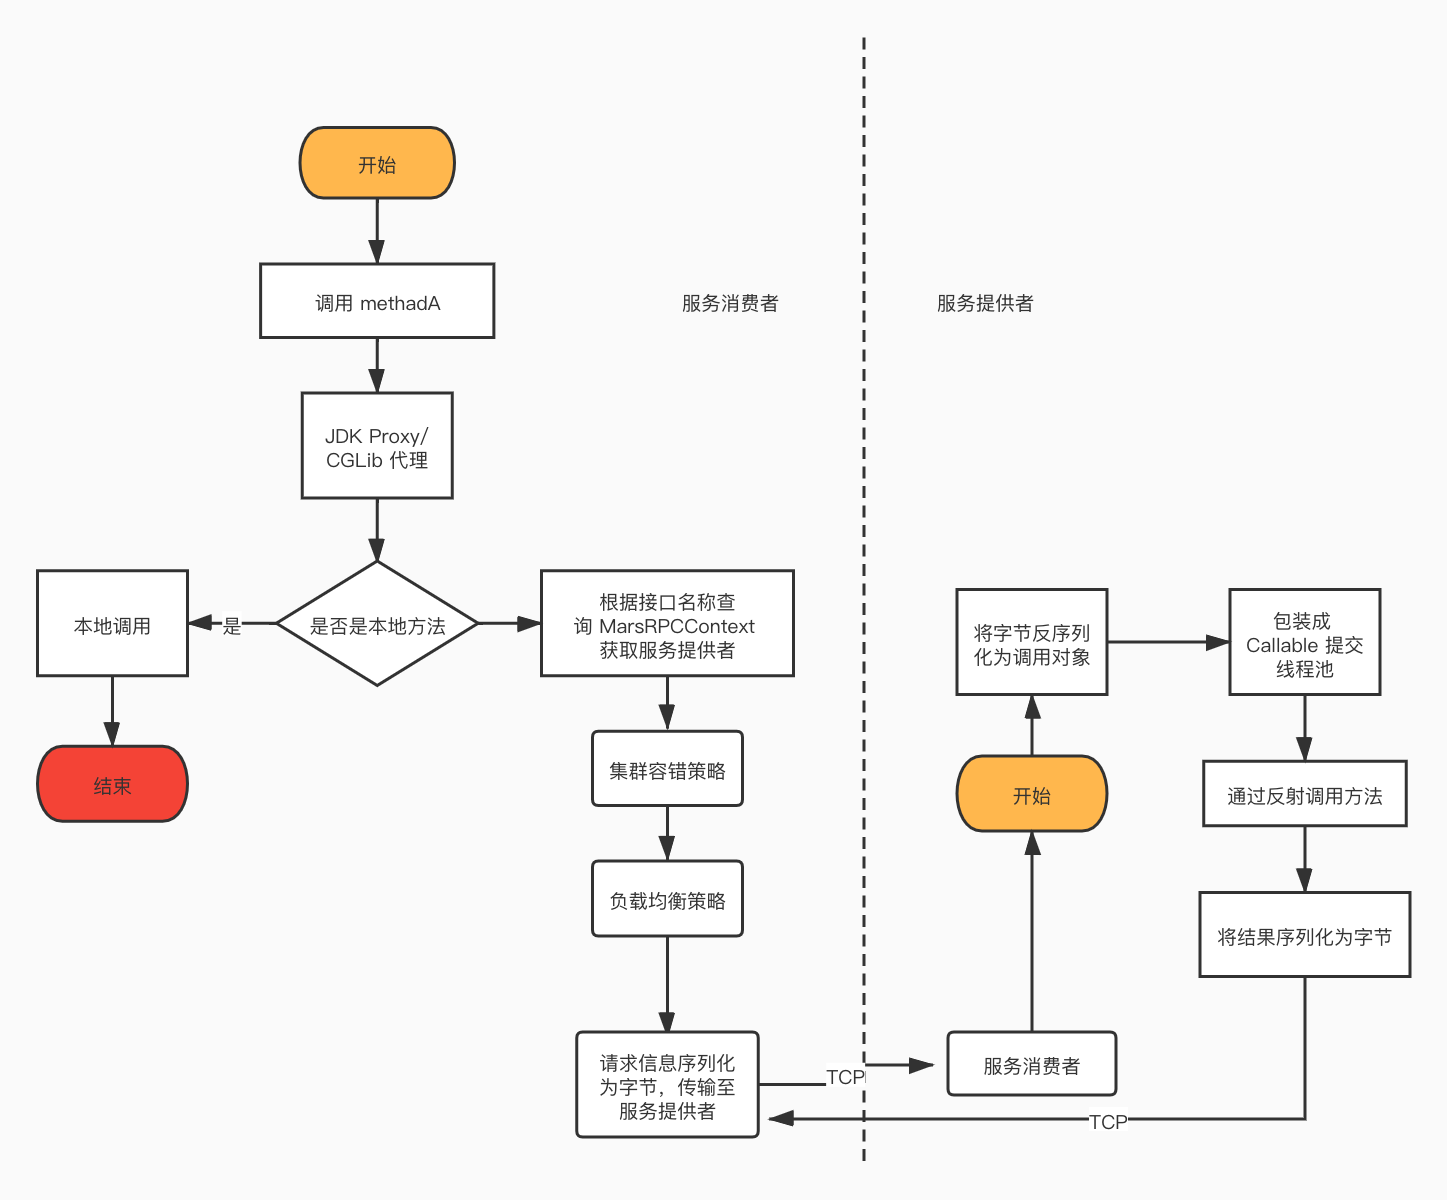 开始
调用 methadA
服务消费者
服务提供者
JDK Proxy/
CGLib 代理
本地调用
是
是否是本地方法
根据接口名称查
询 MarsRPCContext
获取服务提供者
将字节反序列
化为调用对象
包装成
Callable 提交
线程池
结束
集群容错策略
开始
通过反射调用方法
负载均衡策略
将结果序列化为字节
请求信息序列化
为字节，传输至
服务提供者
TCP
服务消费者
TCP